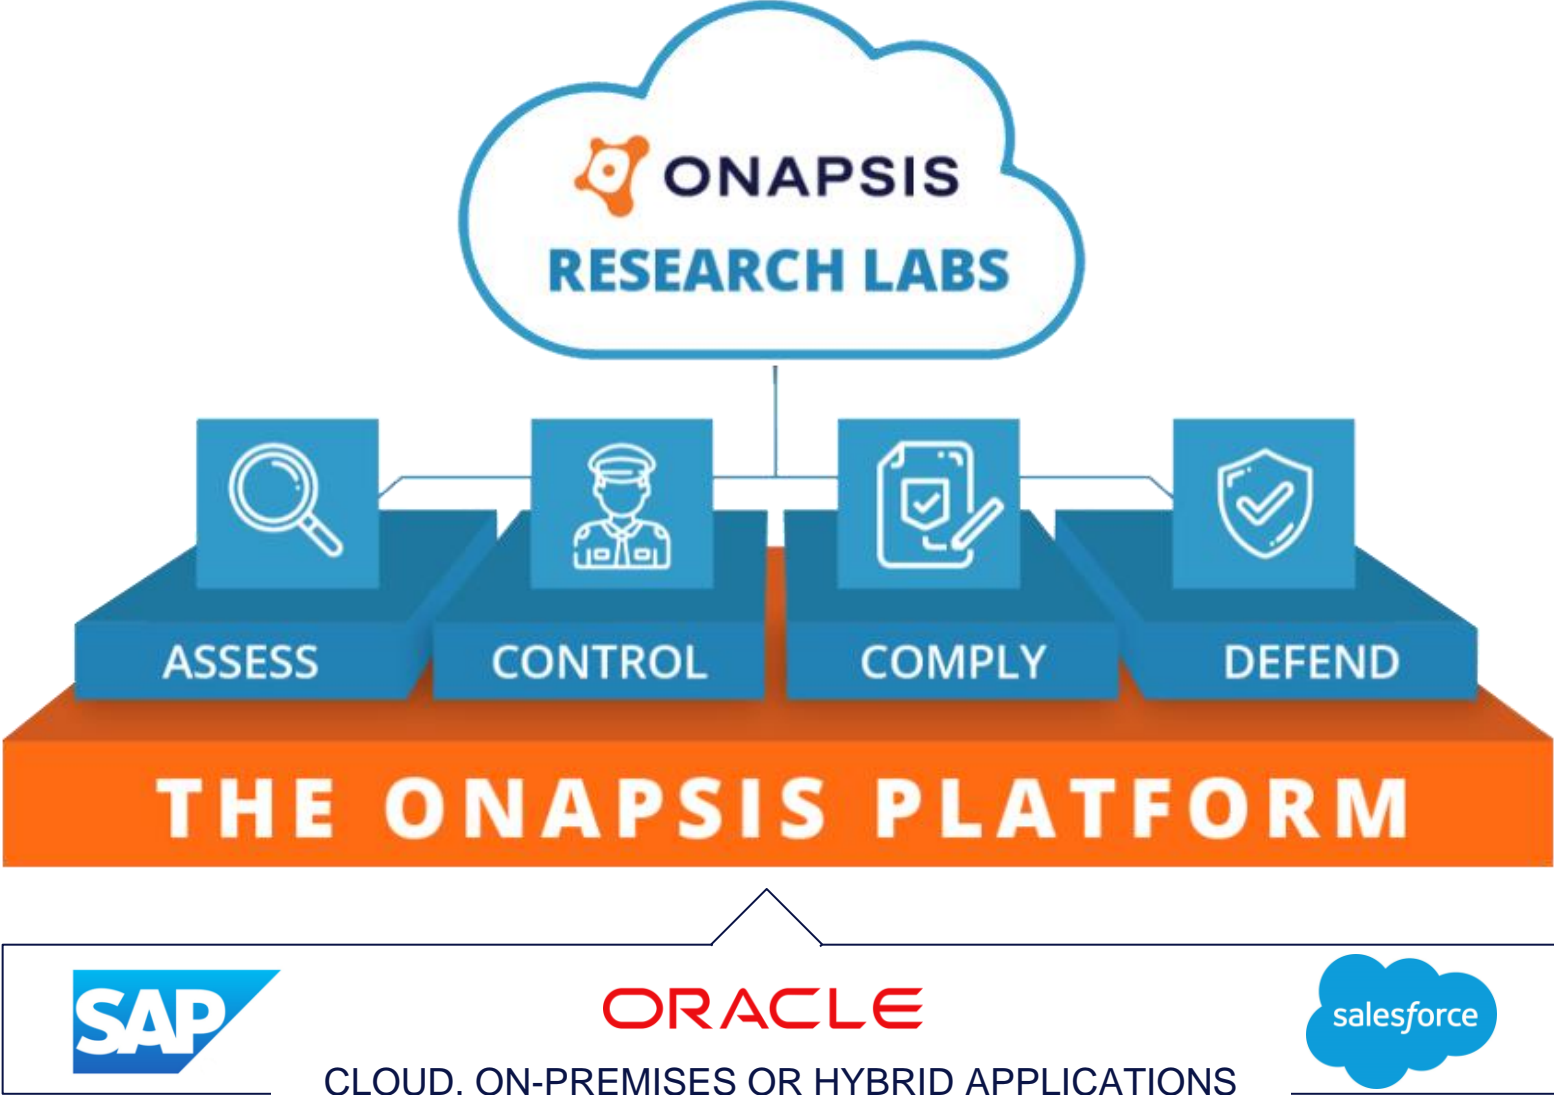 ONAPSIS
RESEARCH LABS
ASSESS CONTROL COMPLY DEFEND
THE ONAPSIS PLATFORM
SAP ORACLE salesforce
CLOUD. ON-PREMISES OR HYBRID APPLICATIONS